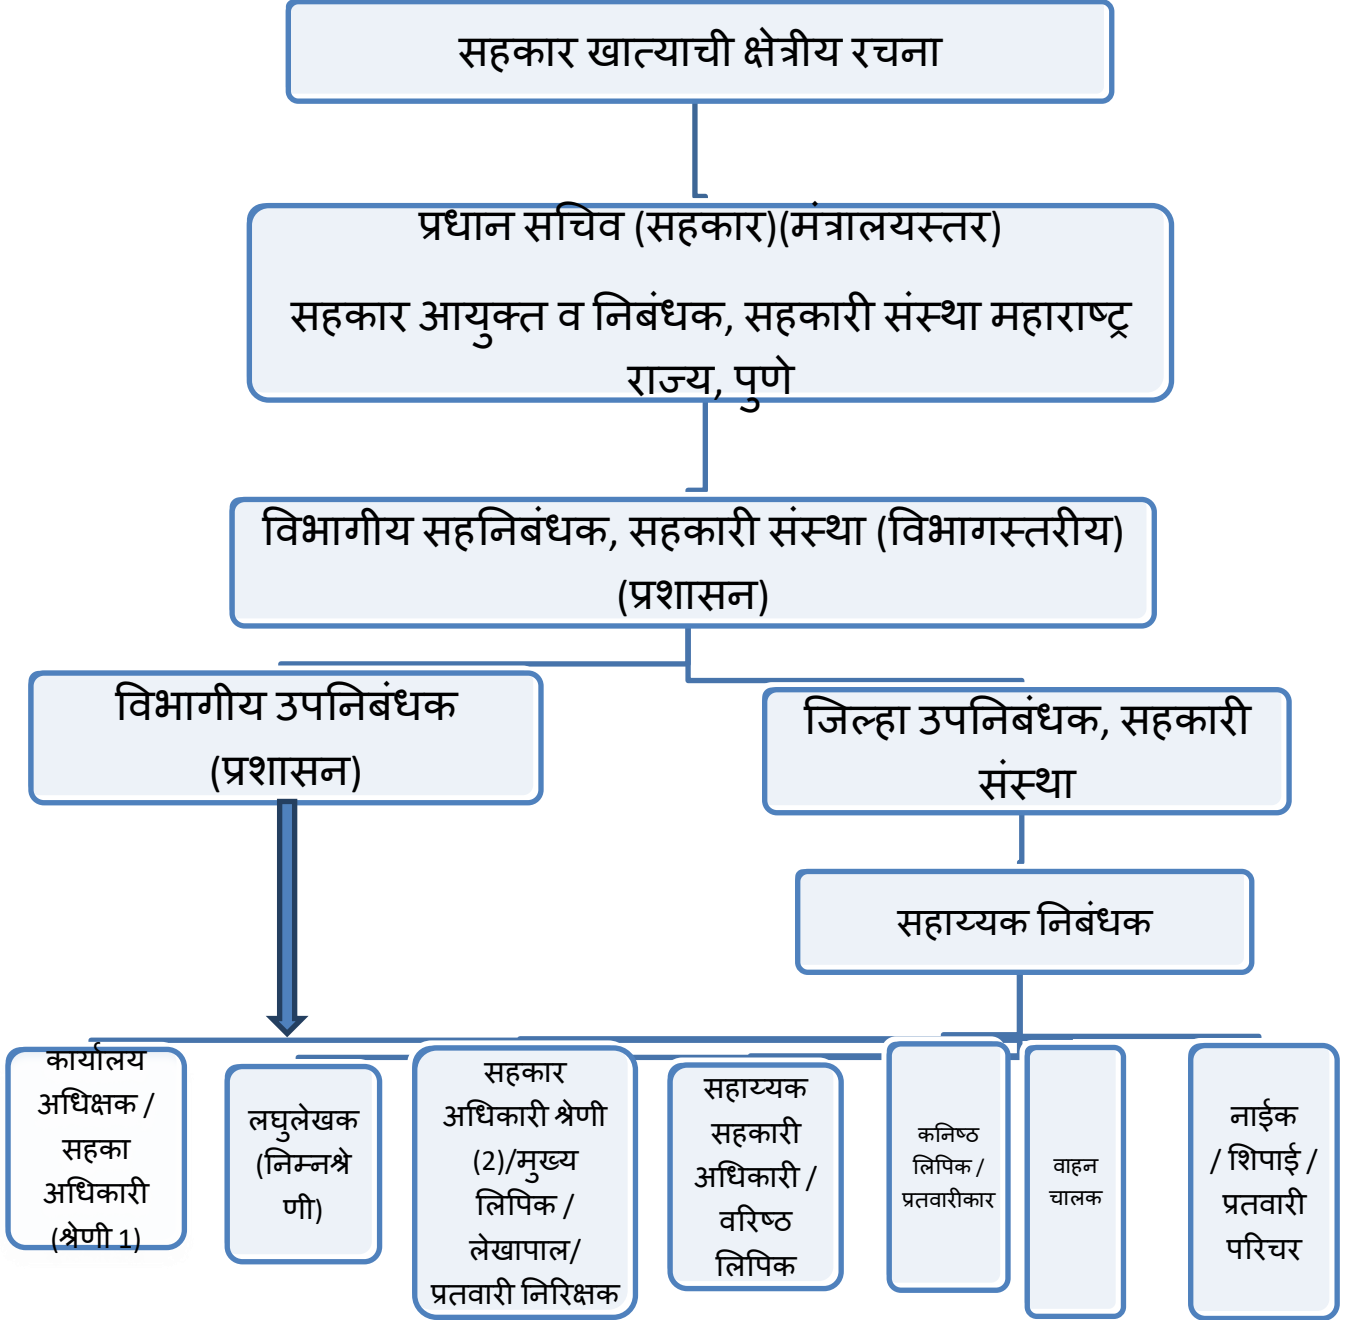 सहकार खात्याची क्षेत्रीय रचना
प्रधान सचिव (सहकार)(मंत्रालयस्तर)
सहकार आयुक्त व निबंधक, सहकारी संस्था महाराष्ट्र
राज्य, पुणे
विभागीय सहनिबंधक, सहकारी संस्था (विभागस्तरीय)
(प्रशासन)
विभागीय उपनिबंधक
(प्रशासन)
जिल्हा उपनिबंधक, सहकारी
संस्था
सहाय्यक निबंधक
कार्यालय
अधिक्षक /
सहका
अधिकारी
(श्रेणी 1)
लघुलेखक
(निम्नश्रे
णी)
सहकार
अधिकारी श्रेणी
(2)/मुख्य
लिपिक /
लेखापाल/
प्रतवारी निरिक्षक
सहाय्यक
सहकारी
अधिकारी /
वरिष्ठ
लिपिक
कनिष्ठ
लिपिक /
प्रतवारीकार
वाहन
चालक
नाईक
/ शिपाई /
प्रतवारी
परिचर